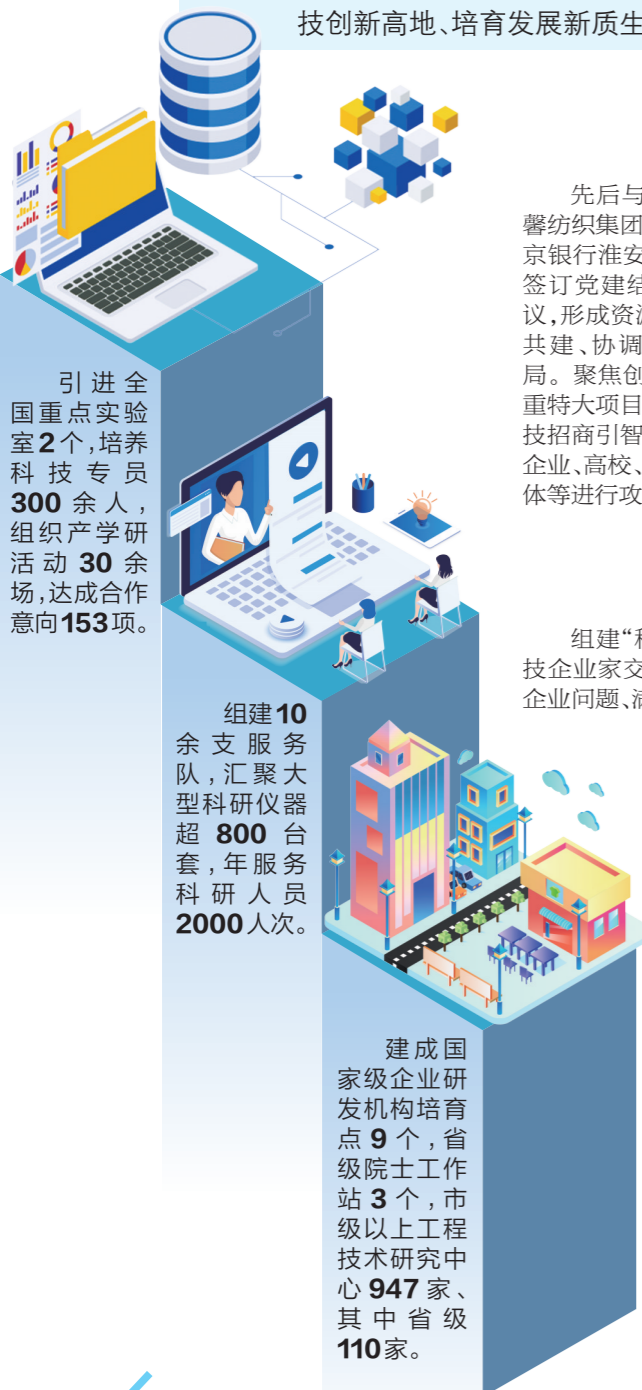 技创新高地、培育发展新质生
先后与
馨纺织集团
京银行淮安
签订党建结
议,形成资源
共建、协调
局。聚焦创
重特大项目
技招商引智
企业、高校、
体等进行攻
组建“科
技企业家交
企业问题、满
引进全
国重点实验
室2个,培养
科技专员
300余人,
组织产学研
活动30余
场,达成合作
意向153项。
组建10
余支服务
队,汇聚大
型科研仪器
超800台
套,年服务
科研人员
2000人次。
建成国
家级企业研
发机构培育
点9个,省
级院士工作
站3个,市
级以上工程
技术研究中
心947家、
其中省级
110家。